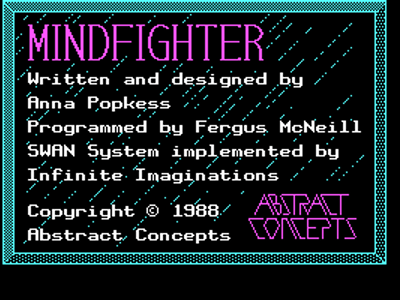 MINDFIGHTER
Written and designed by
Anna Popkess
Programmed by Fergus McNeill
SWAN System implemented by
Infinite Imaginations
Copyright © 1988
Abstract Concepts
ABSTRACT
CONCEPTS